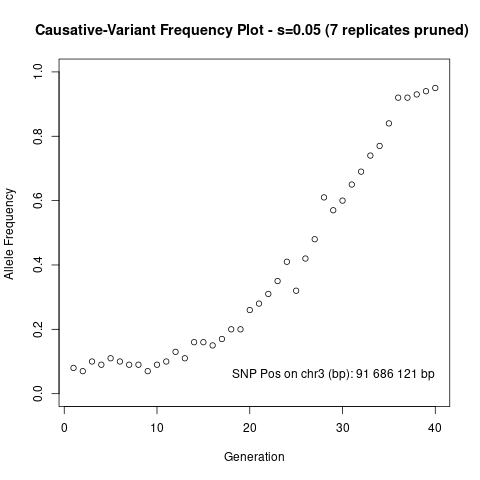 Causative-Variant Frequency Plot - s=0.05 (7 replicates pruned)
Allele Frequency
1.0
0.8
0.6
0.4
0.2
0.0
SNP Pos on chr3 (bp): 91 686 121 bp
0 10 20 30 40
Generation